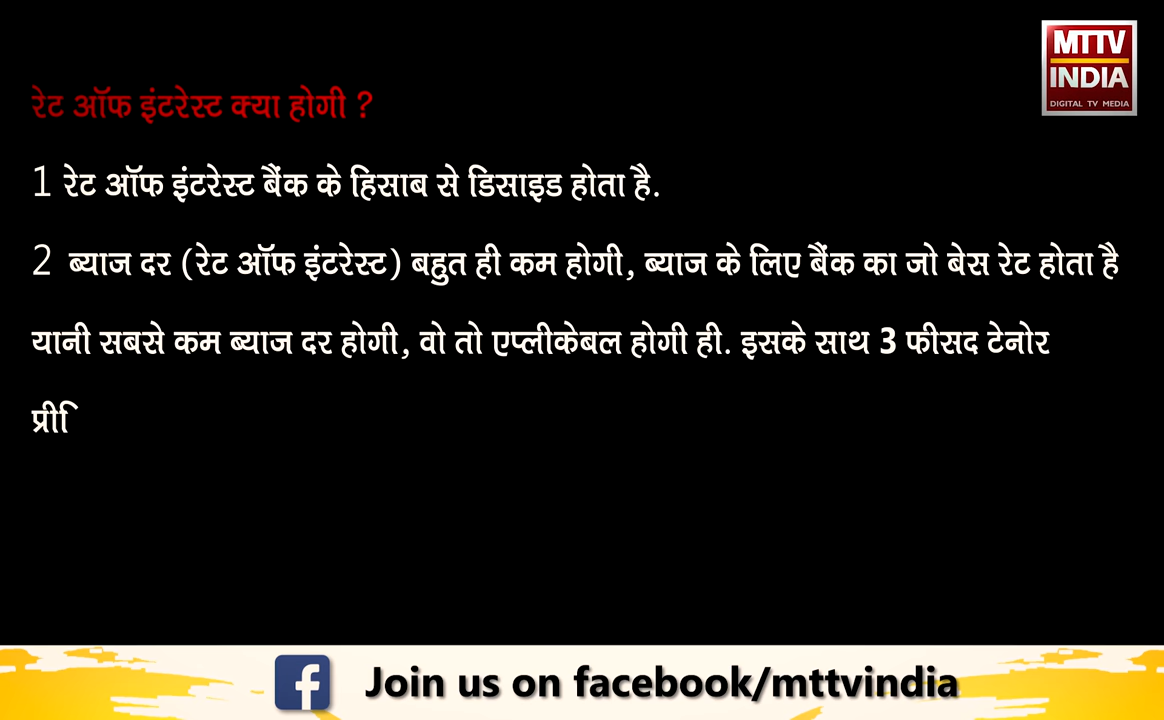 MTTV
INDIA
DIGITAL TV MEDIA
रेट ऑफ इंटरेस्ट क्या होगी ?
1 रेट ऑफ इंटरेस्ट बैंक के हिसाब से डिसाइड होता है.
2 ब्याज दर (रेट ऑफ इंटरेस्ट) बहुत ही कम होगी, ब्याज के लिए बैंक का जो बेस रेट होता है
यानी सबसे कम ब्याज दर होगी, वो तो एप्लीकेबल होगी ही. इसके साथ 3 फीसद टेनोर
प्रीि
Join us on facebook/mttvindia